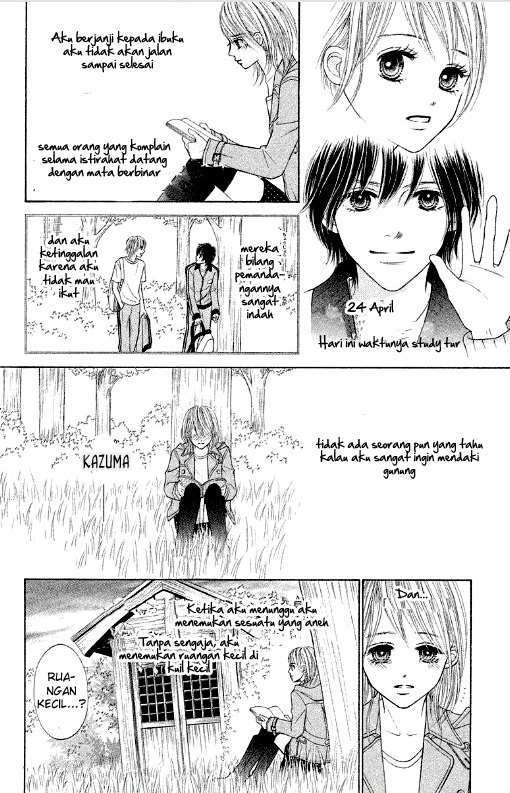 24 April
Hari ini waktunya study tur
Aku berjanji kepada ibuku
aku tidak akan jalan
sampai selesai
semua orang yang komplain
selama istirahat datang
dengan mata berbinar
mereka
bilang
pemanda-
ngannya
sangat
indah
dan aku
ketinggalan
karena aku
tidak mau
ikut
tidak ada seorang pun yang tahu
kalau aku sangat ingin mendaki
gunung
KAZUMA
Dan...
Ketika aku menunggu aku
menemukan sesuatu yang aneh
Tanpa sengaja, aku
menemukan ruangan kecil di
kuil kecil
RUA-
NGAN
KECIL...?